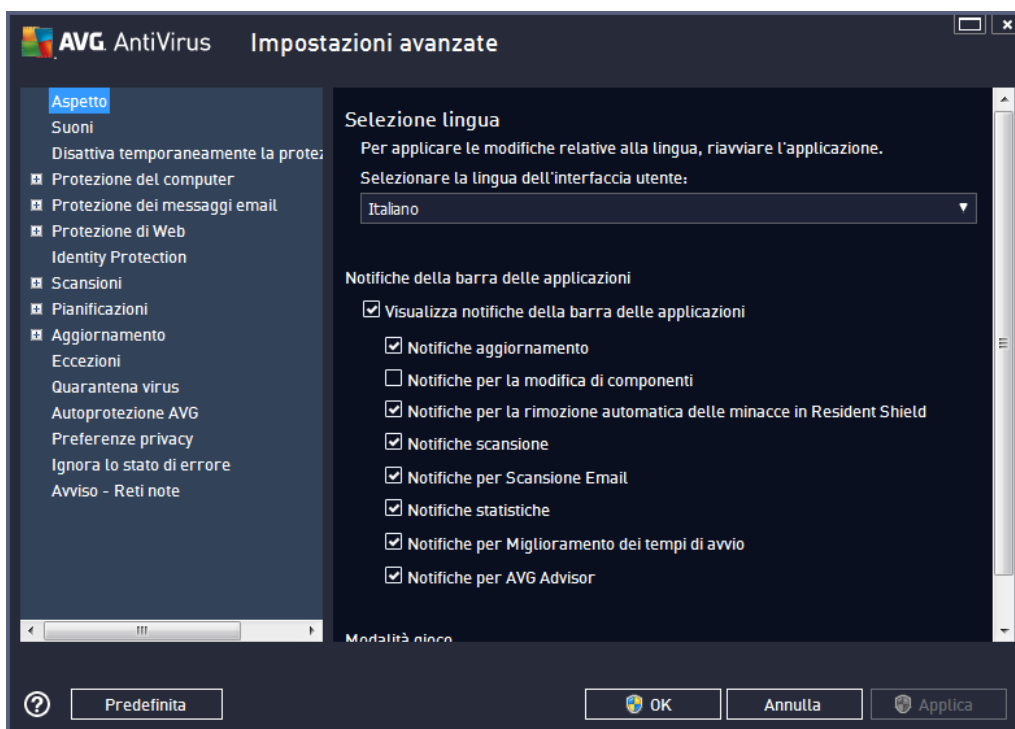 AVG. AntiVirus Impostazioni avanzate
Aspetto
Suoni
Disattiva temporaneamente la
Protezione del computer
Protezione dei messaggi email
Protezione di Web
Identity Protection
Scansioni
Pianificazioni
Aggiornamento
Eccezioni
Quarantena virus
Autoprotezione AVG
Preferenze privacy
Ignora lo stato di errore
Avviso - Reti note
Selezione lingua
Per applicare le modifiche relative alla lingua, riavviare l'applicazione.
Selezionare la lingua dell'interfaccia utente:
Italiano
Notifiche della barra delle applicazioni
Visualizza notifiche della barra delle applicazioni
Notifiche aggiornamento
Notifiche per la modifica di componenti
Notifiche per la rimozione automatica delle minacce in Resident Shield
Notifiche scansione
Notifiche per Scansione Email
Notifiche statistiche
Notifiche per Miglioramento dei tempi di avvio
Notifiche per AVG Advisor
Modalità gioco
Predefinita
OK
Annulla
Applica